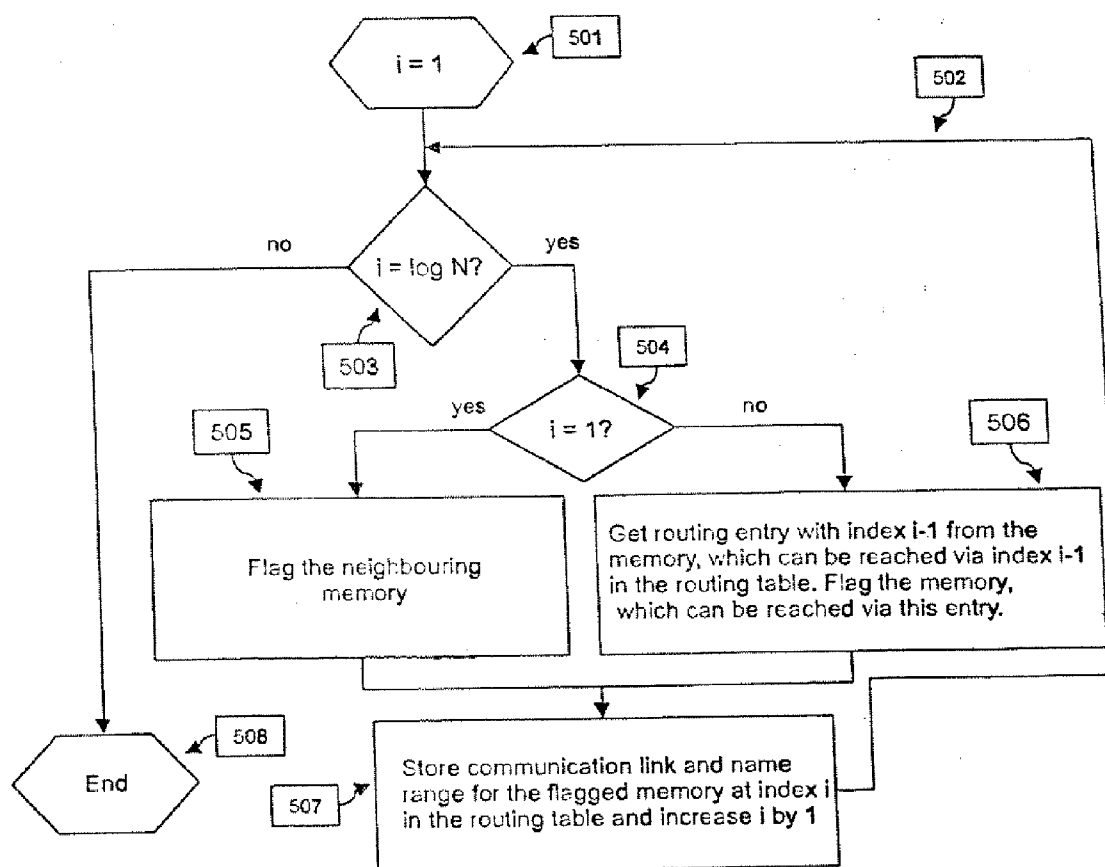 501
i = 1
502
no
yes
i = log N?
503
504
yes
no
i = 1?
505
506
Flag the neighbouring
memory
Get routing entry with index i-1 from the
memory, which can be reached via index i-1
in the routing table. Flag the memory,
which can be reached via this entry.
508
End
507
Store communication link and name
range for the flagged memory at index i
in the routing table and increase i by 1